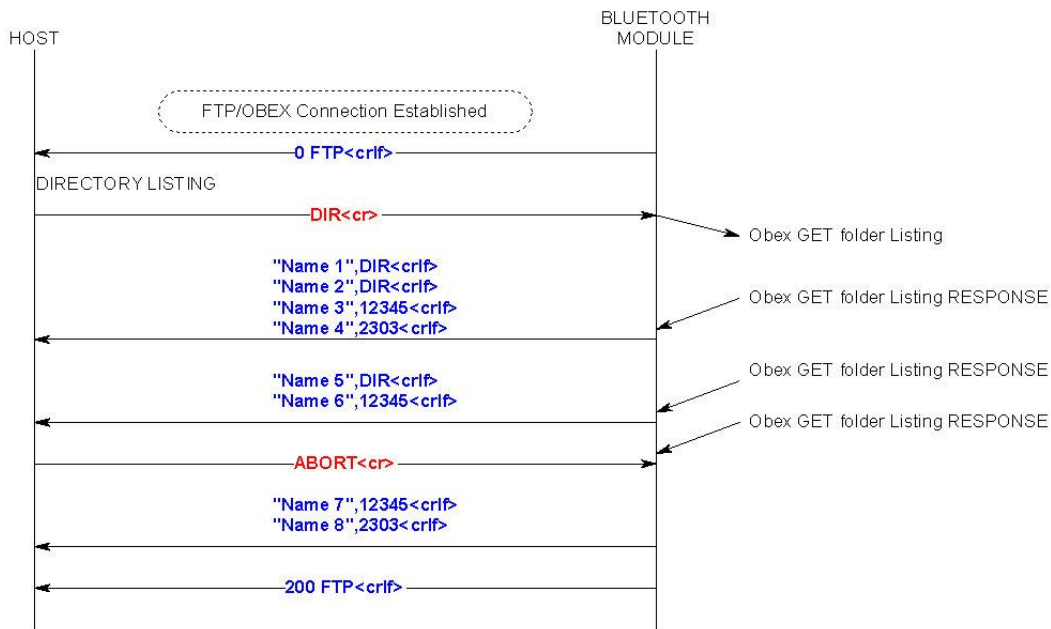 HOST
BLUETOOTH
MODULE
FTP/OBEX Connection Established
0 FTP<crlf>
DIRECTORY LISTING
DIR<cr>
Obex GET folder Listing
"Name 1",DIR<crlf>
"Name 2",DIR<crlf>
"Name 3",12345<crlf>
"Name 4",2303<crlf>
Obex GET folder Listing RESPONSE
"Name 5",DIR<crlf>
"Name 6",12345<crlf>
Obex GET folder Listing RESPONSE
Obex GET folder Listing RESPONSE
ABORT<cr>
"Name 7",12345<crlf>
"Name 8",2303<crlf>
200 FTP<crlf>